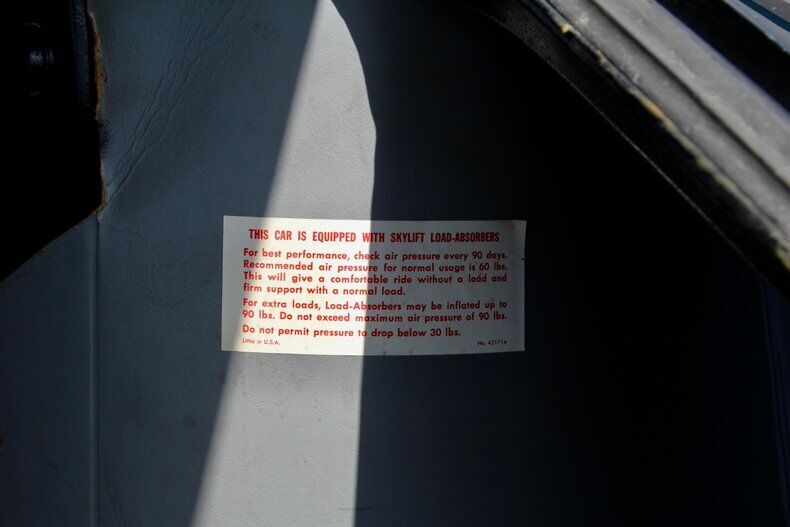 THIS CAR IS EQUIPPED WITH SKYLIFT LOAD-ABSORBERS
For best performance, check air pressure every 90 days.
Recommended air pressure for normal usage is 60 lbs.
This will give a comfortable ride without a load and
firm support with a normal load.
For extra loads, Load-Absorbers may be inflated up to
90 lbs. Do not exceed maximum air pressure of 90 lbs.
Do not permit pressure to drop below 30 lbs.
Litho in U.S.A. No. 421714